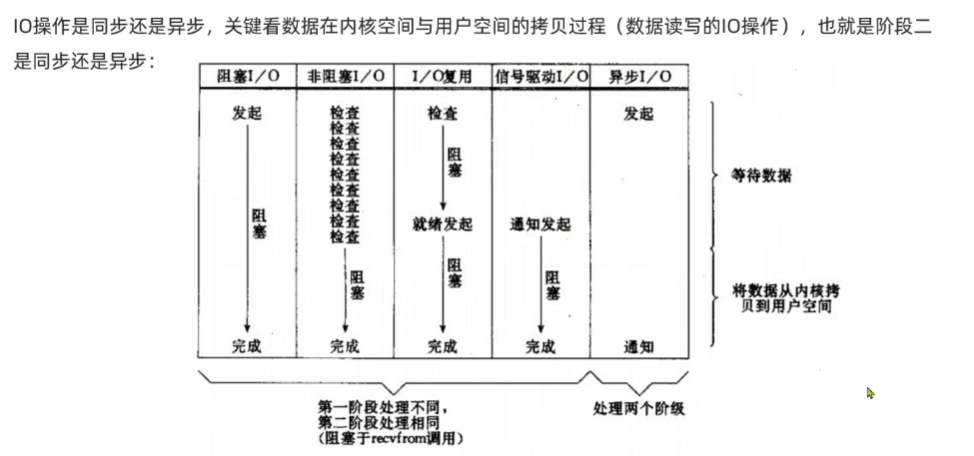 IO操作是同步还是异步，关键看数据在内核空间与用户空间的拷贝过程（数据读写的IO操作），也就是阶段二
是同步还是异步：
阻塞I/O 非阻塞I/O I/O复用 信号驱动I/O 异步I/O
发起 检查 检查 发起
检查
检查
检查
检查
检查
检查
检查
检查
阻塞
等待数据
阻塞
就绪发起 通知发起
阻塞
阻塞
阻塞
将数据从内核拷
贝到用户空间
完成 完成 完成 完成 通知
第一阶段处理不同，
第二阶段处理相同
（阻塞于recvfrom调用）
处理两个阶级